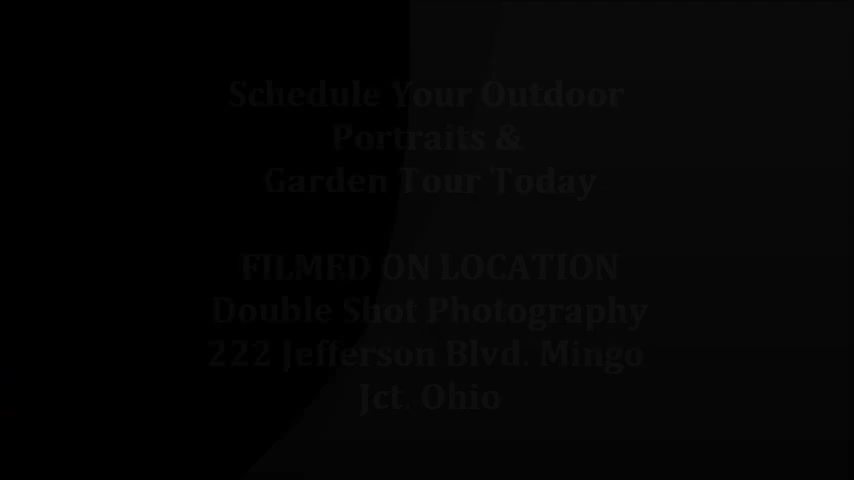 Schedule Your Outdoor
Portraits &
Garden Tour Today
FILMED ON LOCATION
Double Shot Photography
222 Jefferson Blvd. Mingo
Jct. Ohio